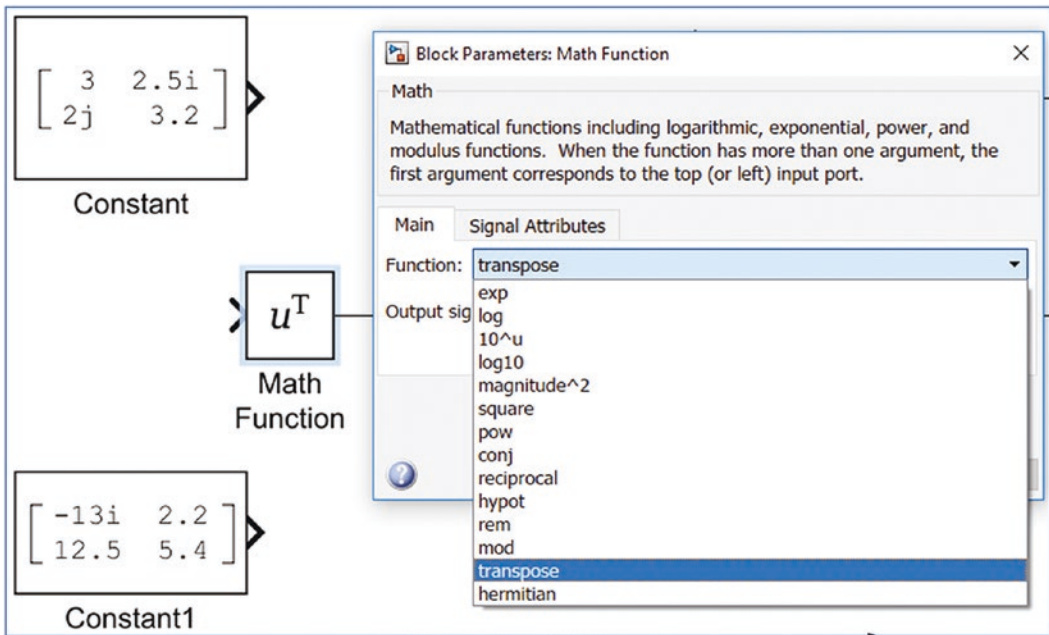 3 2.5i
2j 3.2
Constant
u^T
Math
Function
-13i 2.2
12.5 5.4
Constant1
Block Parameters: Math Function
Math
Mathematical functions including logarithmic, exponential, power, and
modulus functions. When the function has more than one argument, the
first argument corresponds to the top (or left) input port.
Main Signal Attributes
Function: transpose
Output sig
exp
log
10^u
log10
magnitude^2
square
pow
conj
reciprocal
hypot
rem
mod
transpose
hermitian